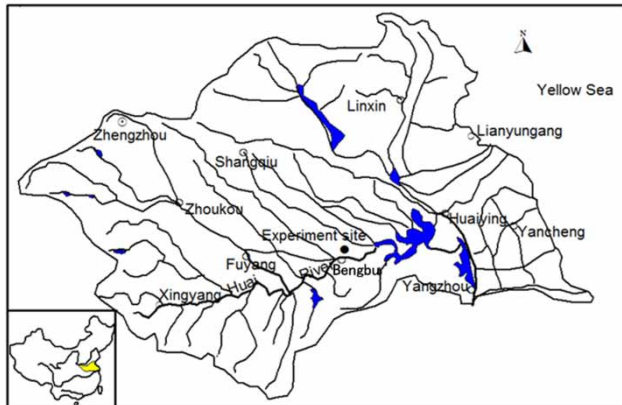 N
Yellow Sea
Linxin
Zhengzhou
Lianyungang
Shangqiu
Zhoukou
Huaiying
Yancheng
Experiment site
Fuyang
Huai River
Bengbu
Xingyang
Yangzhou